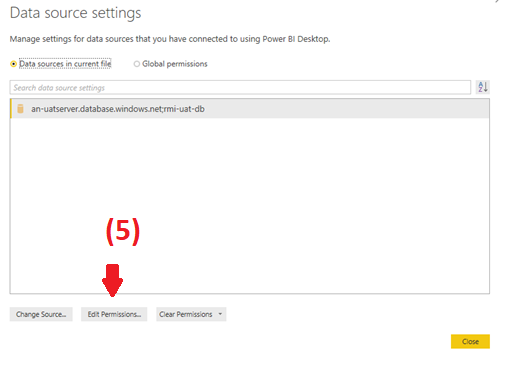 Data source settings
Manage settings for data sources that you have connected to using Power BI Desktop.
Data sources in current file
Global permissions
Search data source settings
A
Z
an-uatserver.database.windows.net;rmi-uat-db
(5)
Change Source...
Edit Permissions...
Clear Permissions
Close